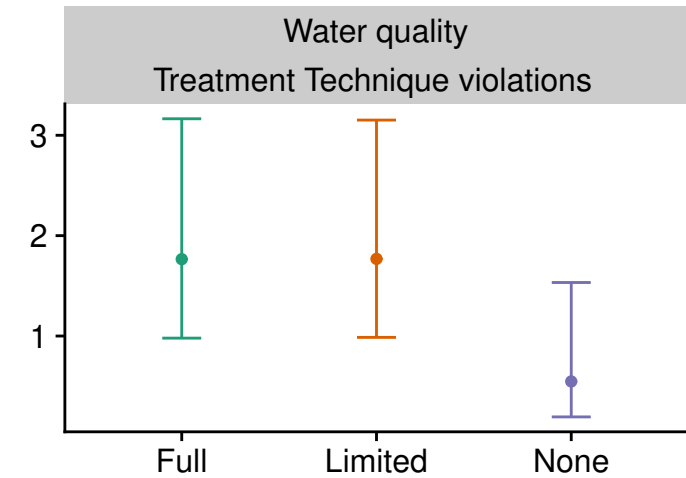 Water quality
Treatment Technique violations
3
2
1
Full Limited None